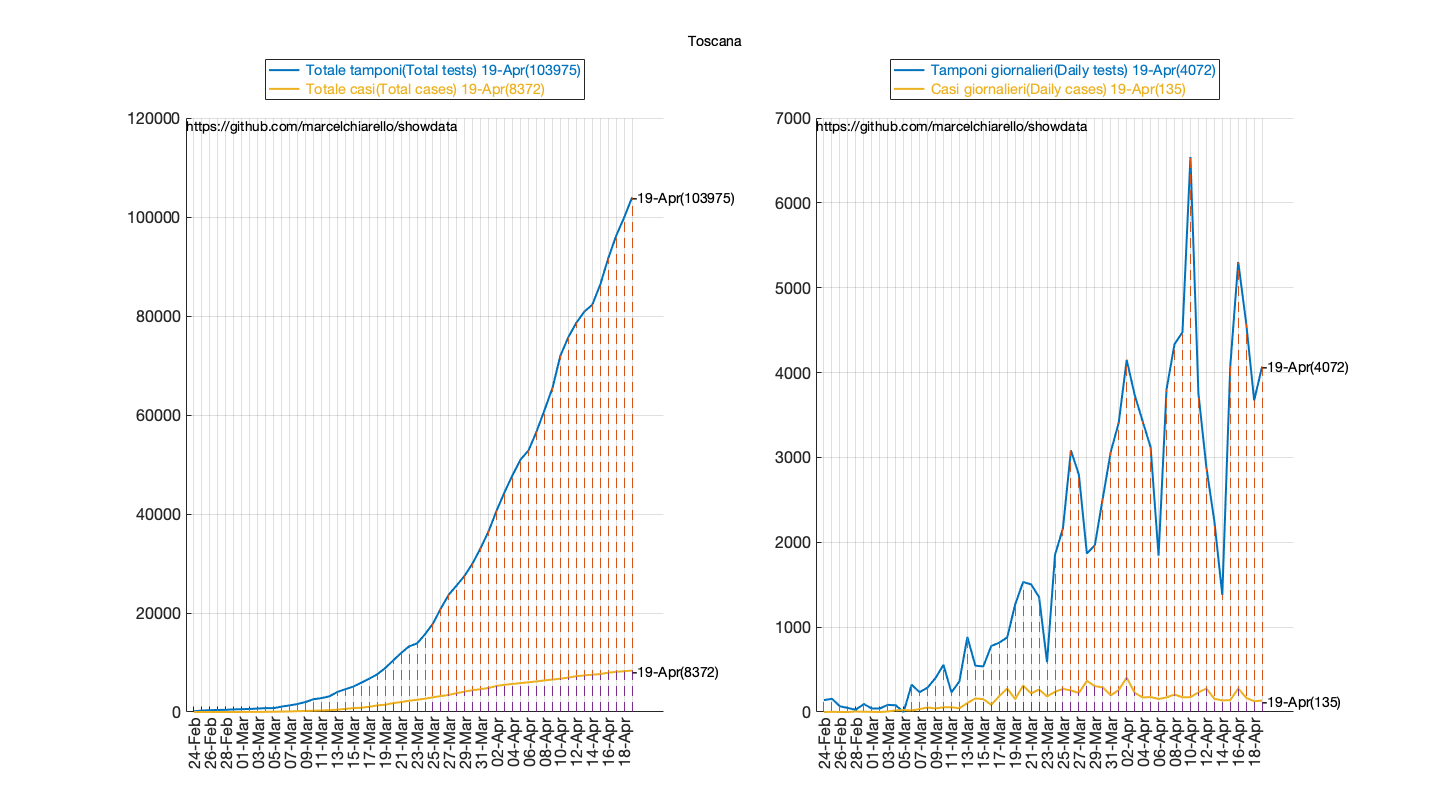 Toscana
Totale tamponi(Total tests) 19-Apr(103975)
Totale casi(Total cases) 19-Apr(8372)
120000
100000
80000
60000
40000
20000
0
https://github.com/marcelchiarello/showdata
19-Apr(103975)
19-Apr(8372)
24-Feb
26-Feb
28-Feb
01-Mar
03-Mar
05-Mar
07-Mar
09-Mar
11-Mar
13-Mar
15-Mar
17-Mar
19-Mar
21-Mar
23-Mar
25-Mar
27-Mar
29-Mar
31-Mar
02-Apr
04-Apr
06-Apr
08-Apr
10-Apr
12-Apr
14-Apr
16-Apr
18-Apr
Tamponi giornalieri(Daily tests) 19-Apr(4072)
Casi giornalieri(Daily cases) 19-Apr(135)
7000
6000
5000
4000
3000
2000
1000
0
https://github.com/marcelchiarello/showdata
19-Apr(4072)
19-Apr(135)
24-Feb
26-Feb
28-Feb
01-Mar
03-Mar
05-Mar
07-Mar
09-Mar
11-Mar
13-Mar
15-Mar
17-Mar
19-Mar
21-Mar
23-Mar
25-Mar
27-Mar
29-Mar
31-Mar
02-Apr
04-Apr
06-Apr
08-Apr
10-Apr
12-Apr
14-Apr
16-Apr
18-Apr